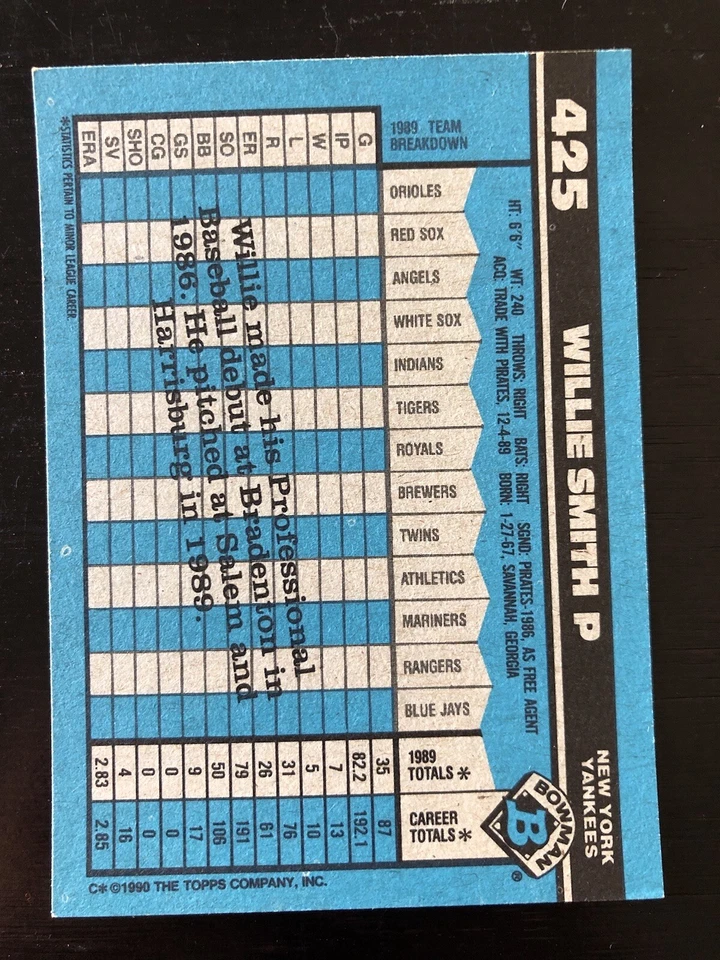 425 WILLIE SMITH P
NEW YORK
YANKEES
HT: 6'6" WT: 240 THROWS: RIGHT BATS: RIGHT SGND: PIRATES-1986, AS FREE AGENT
ACQ: TRADE WITH PIRATES, 12-4-89 BORN: 1-27-67, SAVANNAH, GEORGIA
BOWMAN
B
®
1989 TEAM
BREAKDOWN
G IP W L R ER SO BB GS CG SHO SV ERA
ORIOLES
RED SOX
ANGELS
WHITE SOX
INDIANS
TIGERS
ROYALS
BREWERS
TWINS
ATHLETICS
MARINERS
RANGERS
BLUE JAYS
1989
TOTALS *
35 82.2 7 5 31 26 79 50 9 0 0 4 2.83
CAREER
TOTALS *
87 192.1 13 10 76 61 191 106 17 0 0 16 2.85
Willie made his Professional
Baseball debut at Bradenton in
1986. He pitched at Salem and
Harrisburg in 1989.
*STATISTICS PERTAIN TO MINOR LEAGUE CAREER
C* ©1990 THE TOPPS COMPANY, INC.